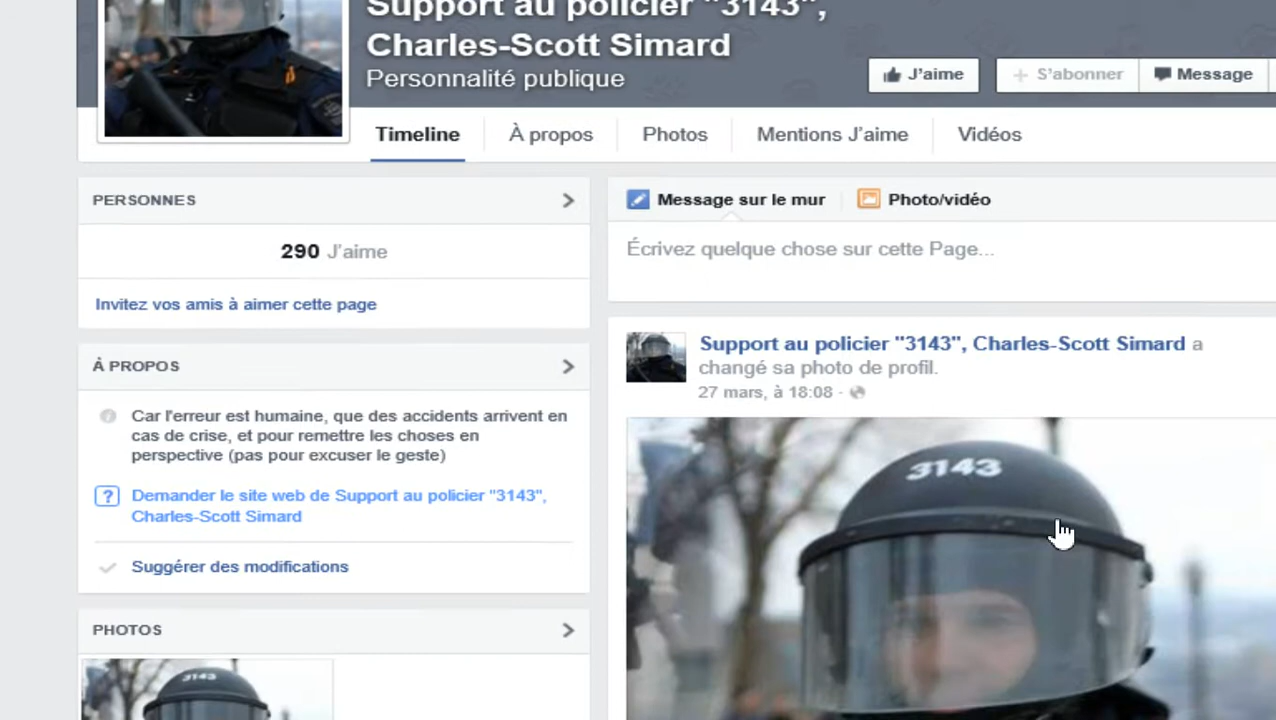 Support au policier "3143",
Charles-Scott Simard
Personnalité publique
J'aime
S'abonner
Message
Timeline
À propos
Photos
Mentions J'aime
Vidéos
PERSONNES
290 J'aime
Invitez vos amis à aimer cette page
À PROPOS
Car l'erreur est humaine, que des accidents arrivent en
cas de crise, et pour remettre les choses en
perspective (pas pour excuser le geste)
Demander le site web de Support au policier "3143",
Charles-Scott Simard
Suggérer des modifications
PHOTOS
3143
Message sur le mur
Photo/vidéo
Écrivez quelque chose sur cette Page...
Support au policier "3143", Charles-Scott Simard a
changé sa photo de profil.
27 mars, à 18:08 ·
3143